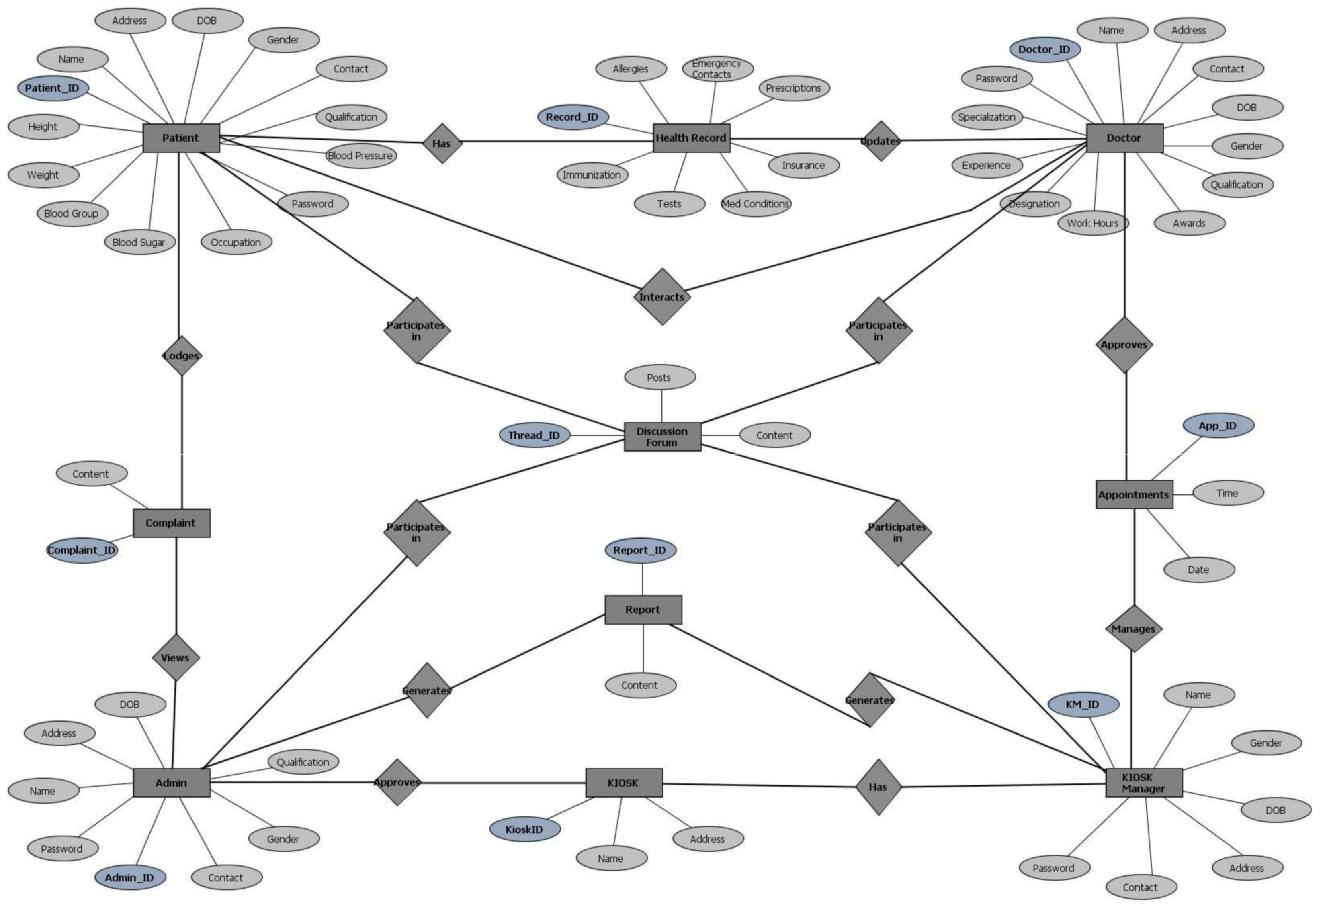 Address
DOB
Gender
Name
Contact
Patient_ID
Qualification
Height
Patient
Blood Pressure
Weight
Password
Blood Group
Blood Sugar
Occupation
Has
Allergies
Emergency
Contacts
Prescriptions
Record_ID
Health Record
Insurance
Immunization
Tests
Med Conditions
Updates
Name
Address
Doctor_ID
Contact
Password
DOB
Specialization
Doctor
Gender
Experience
Qualification
Designation
Work Hours
Awards
Interacts
Participates
in
Participates
in
Lodges
Approves
Posts
Thread_ID
Discussion
Forum
Content
App_ID
Content
Appointments
Time
Complaint
Complaint_ID
Date
Participates
in
Participates
in
Report_ID
Report
Content
Manages
Views
Generates
Generates
DOB
Address
Qualification
Name
Admin
Password
Gender
Admin_ID
Contact
Approves
KIOSK
KioskID
Name
Address
Has
KM_ID
Name
Gender
KIOSK
Manager
DOB
Password
Contact
Address